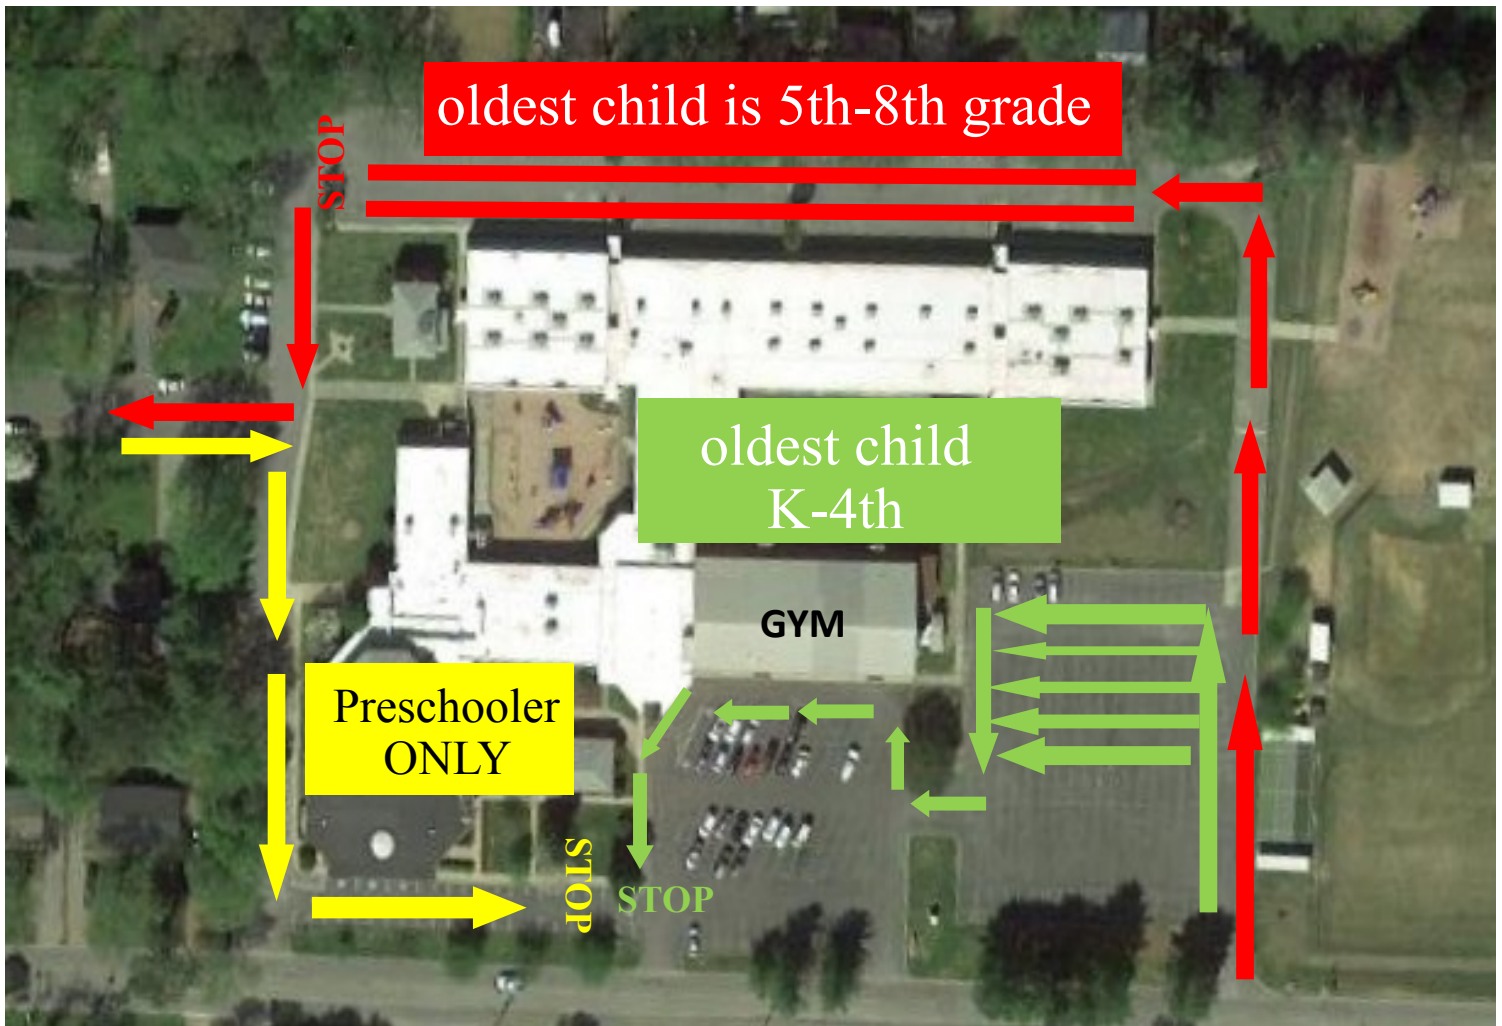 oldest child is 5th-8th grade
STOP
oldest child
K-4th
GYM
Preschooler
ONLY
STOP
STOP